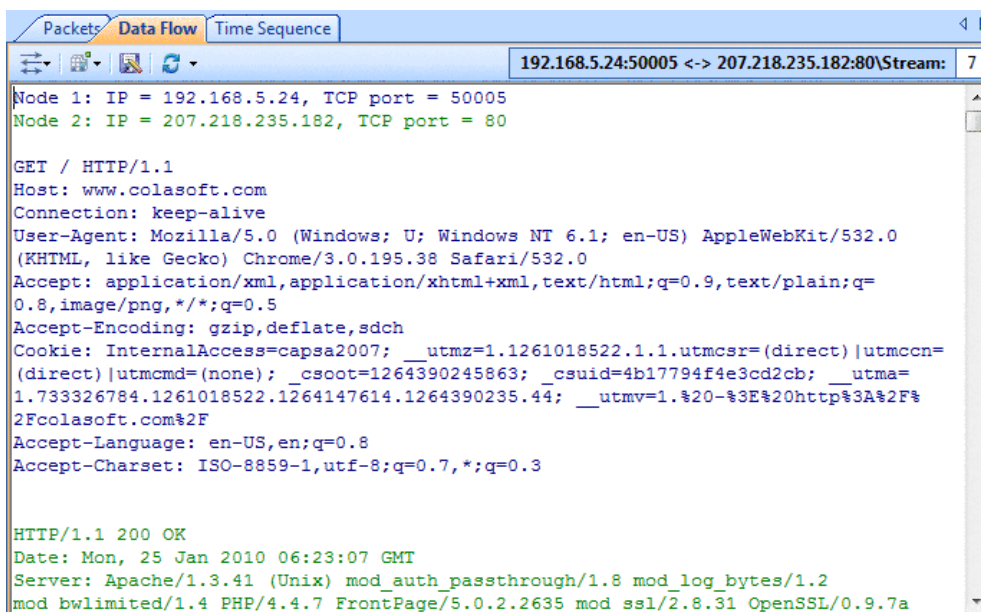 Packets Data Flow Time Sequence
192.168.5.24:50005 <-> 207.218.235.182:80\Stream: 7
Node 1: IP = 192.168.5.24, TCP port = 50005
Node 2: IP = 207.218.235.182, TCP port = 80
GET / HTTP/1.1
Host: www.colasoft.com
Connection: keep-alive
User-Agent: Mozilla/5.0 (Windows; U; Windows NT 6.1; en-US) AppleWebKit/532.0
(KHTML, like Gecko) Chrome/3.0.195.38 Safari/532.0
Accept: application/xml,application/xhtml+xml,text/html;q=0.9,text/plain;q=
0.8,image/png,*/*;q=0.5
Accept-Encoding: gzip,deflate,sdch
Cookie: InternalAccess=capsa2007; __utmz=1.1261018522.1.1.utmcsr=(direct)|utmccn=
(direct)|utmcmd=(none); _csoot=1264390245863; _csuid=4b17794f4e3cd2cb; __utma=
1.733326784.1261018522.1264147614.1264390235.44; __utmv=1.%20-%3E%20http%3A%2F%
2Fcolasoft.com%2F
Accept-Language: en-US,en;q=0.8
Accept-Charset: ISO-8859-1,utf-8;q=0.7,*;q=0.3
HTTP/1.1 200 OK
Date: Mon, 25 Jan 2010 06:23:07 GMT
Server: Apache/1.3.41 (Unix) mod_auth_passthrough/1.8 mod_log_bytes/1.2
mod_bwlimited/1.4 PHP/4.4.7 FrontPage/5.0.2.2635 mod_ssl/2.8.31 OpenSSL/0.9.7a